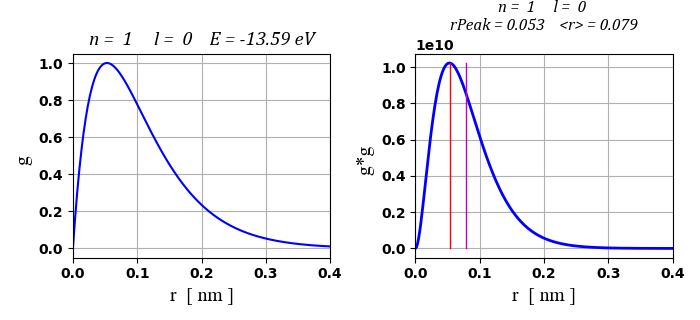 n = 1 l = 0 E = -13.59 eV
g
1.0
0.8
0.6
0.4
0.2
0.0
0.0 0.1 0.2 0.3 0.4
r [ nm ]
n = 1 l = 0
rPeak = 0.053 <r> = 0.079
1e10
g*g
1.0
0.8
0.6
0.4
0.2
0.0
0.0 0.1 0.2 0.3 0.4
r [ nm ]